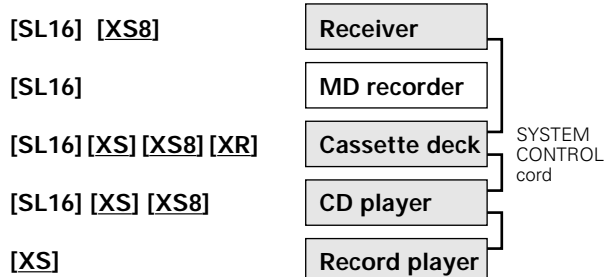 [SL16] [XS8] Receiver
[SL16] MD recorder
[SL16] [XS] [XS8] [XR] Cassette deck
SYSTEM
CONTROL
cord
[SL16] [XS] [XS8] CD player
[XS] Record player